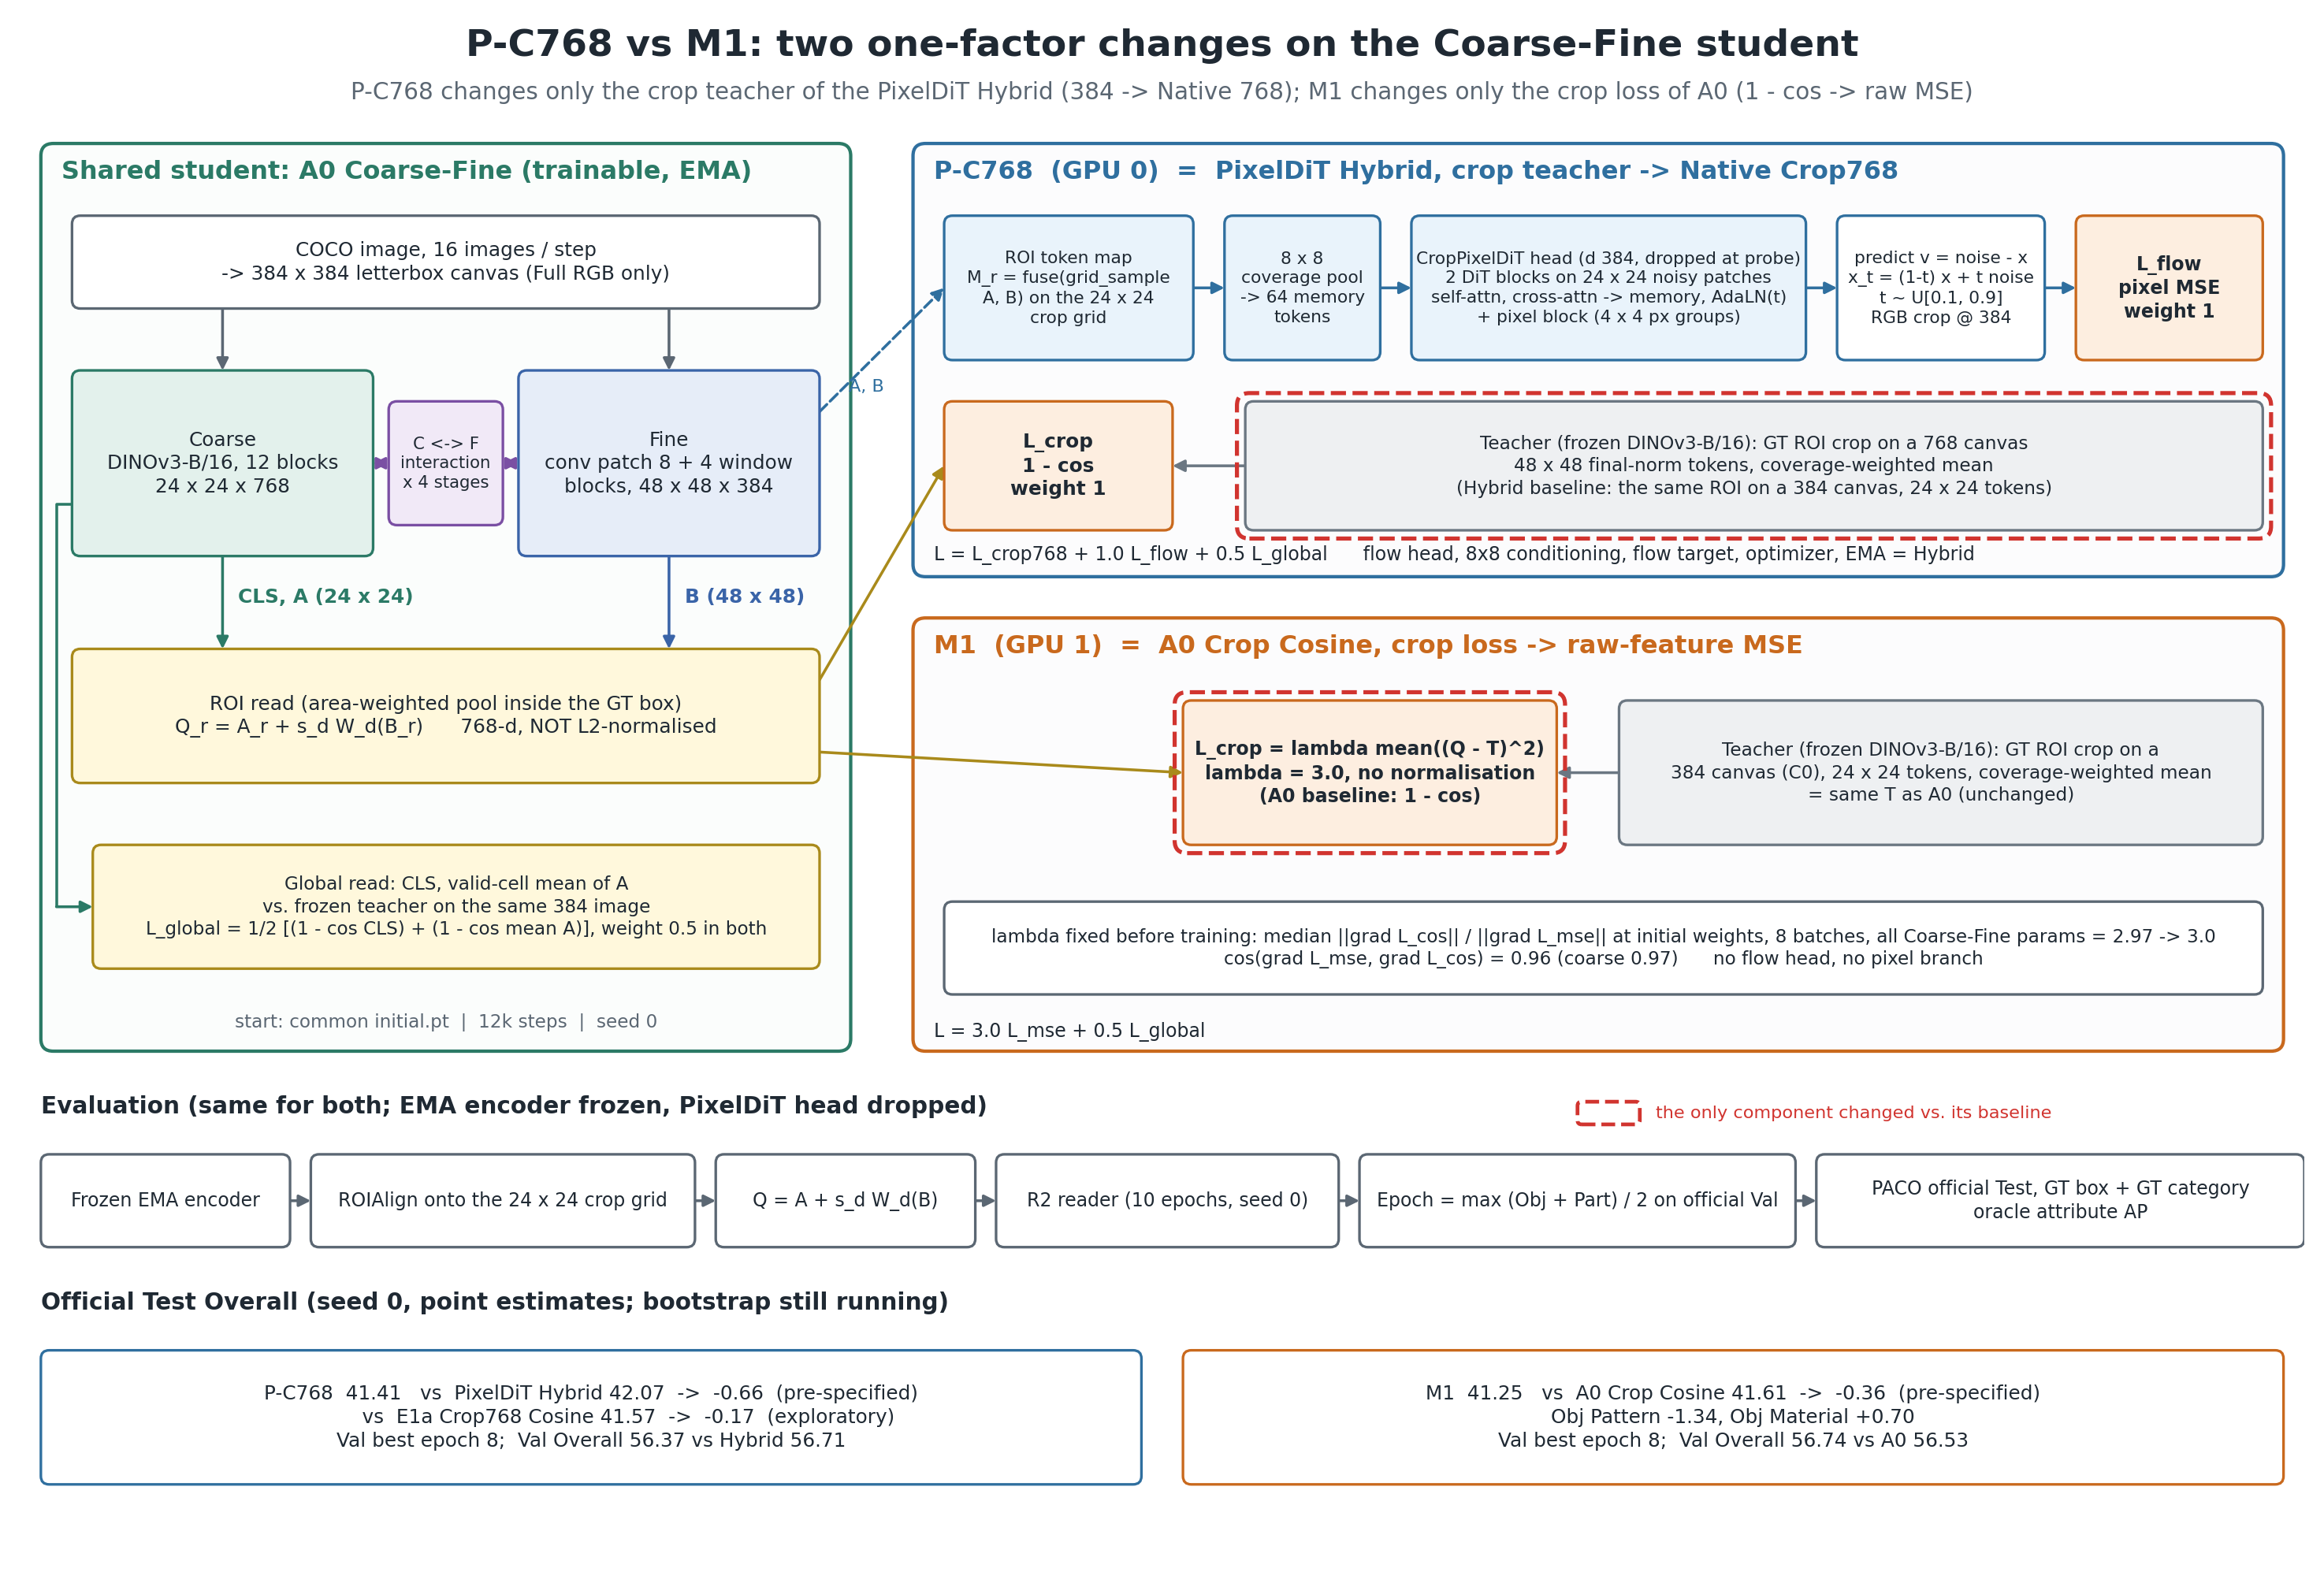 P-C768 vs M1: two one-factor changes on the Coarse-Fine student
P-C768 changes only the crop teacher of the PixelDiT Hybrid (384 -> Native 768); M1 changes only the crop loss of A0 (1 - cos -> raw MSE)
Shared student: A0 Coarse-Fine (trainable, EMA)
COCO image, 16 images / step
-> 384 x 384 letterbox canvas (Full RGB only)
Coarse
DINOv3-B/16, 12 blocks
24 x 24 x 768
C <-> F
interaction
x 4 stages
Fine
conv patch 8 + 4 window
blocks, 48 x 48 x 384
A, B
CLS, A (24 x 24)
B (48 x 48)
ROI read (area-weighted pool inside the GT box)
Q_r = A_r + s_d W_d(B_r)      768-d, NOT L2-normalised
Global read: CLS, valid-cell mean of A
vs. frozen teacher on the same 384 image
L_global = 1/2 [(1 - cos CLS) + (1 - cos mean A)], weight 0.5 in both
start: common initial.pt  |  12k steps  |  seed 0
P-C768  (GPU 0)  =  PixelDiT Hybrid, crop teacher -> Native Crop768
ROI token map
M_r = fuse(grid_sample
A, B) on the 24 x 24
crop grid
8 x 8
coverage pool
-> 64 memory
tokens
CropPixelDiT head (d 384, dropped at probe)
2 DiT blocks on 24 x 24 noisy patches
self-attn, cross-attn -> memory, AdaLN(t)
+ pixel block (4 x 4 px groups)
predict v = noise - x
x_t = (1-t) x + t noise
t ~ U[0.1, 0.9]
RGB crop @ 384
L_flow
pixel MSE
weight 1
L_crop
1 - cos
weight 1
Teacher (frozen DINOv3-B/16): GT ROI crop on a 768 canvas
48 x 48 final-norm tokens, coverage-weighted mean
(Hybrid baseline: the same ROI on a 384 canvas, 24 x 24 tokens)
L = L_crop768 + 1.0 L_flow + 0.5 L_global      flow head, 8x8 conditioning, flow target, optimizer, EMA = Hybrid
M1  (GPU 1)  =  A0 Crop Cosine, crop loss -> raw-feature MSE
L_crop = lambda mean((Q - T)^2)
lambda = 3.0, no normalisation
(A0 baseline: 1 - cos)
Teacher (frozen DINOv3-B/16): GT ROI crop on a
384 canvas (C0), 24 x 24 tokens, coverage-weighted mean
= same T as A0 (unchanged)
lambda fixed before training: median ||grad L_cos|| / ||grad L_mse|| at initial weights, 8 batches, all Coarse-Fine params = 2.97 -> 3.0
cos(grad L_mse, grad L_cos) = 0.96 (coarse 0.97)      no flow head, no pixel branch
L = 3.0 L_mse + 0.5 L_global
Evaluation (same for both; EMA encoder frozen, PixelDiT head dropped)
the only component changed vs. its baseline
Frozen EMA encoder
ROIAlign onto the 24 x 24 crop grid
Q = A + s_d W_d(B)
R2 reader (10 epochs, seed 0)
Epoch = max (Obj + Part) / 2 on official Val
PACO official Test, GT box + GT category
oracle attribute AP
Official Test Overall (seed 0, point estimates; bootstrap still running)
P-C768  41.41   vs  PixelDiT Hybrid 42.07  ->  -0.66  (pre-specified)
vs  E1a Crop768 Cosine 41.57  ->  -0.17  (exploratory)
Val best epoch 8;  Val Overall 56.37 vs Hybrid 56.71
M1  41.25   vs  A0 Crop Cosine 41.61  ->  -0.36  (pre-specified)
Obj Pattern -1.34, Obj Material +0.70
Val best epoch 8;  Val Overall 56.74 vs A0 56.53